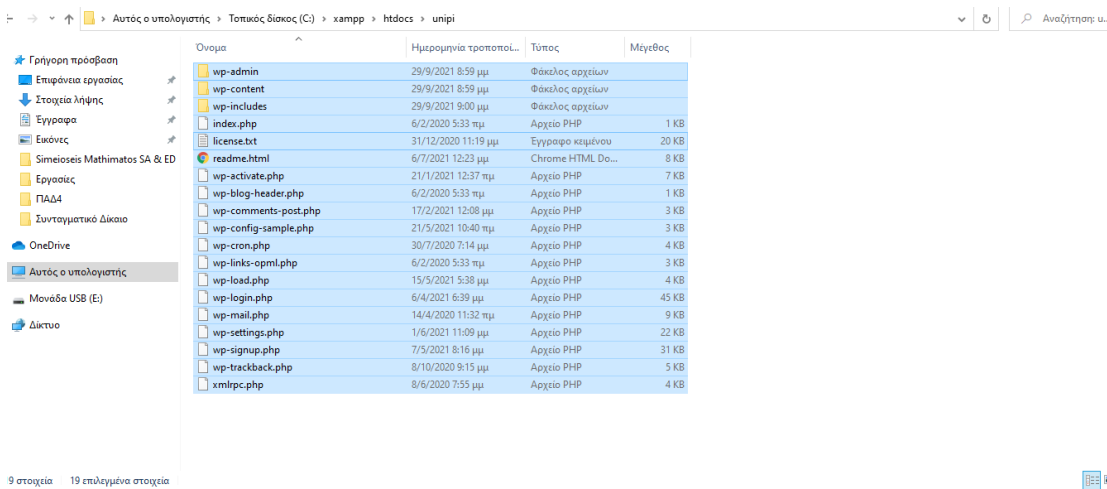 Αυτός ο υπολογιστής > Τοπικός δίσκος (C:) > xampp > htdocs > unipi
Αναζήτηση: u...
Όνομα Ημερομηνία τροποποί... Τύπος Μέγεθος
Γρήγορη πρόσβαση
Επιφάνεια εργασίας
Στοιχεία λήψης
Έγγραφα
Εικόνες
Simeioseis Mathimatos SA & ED
Εργασίες
ΠΑΔ4
Συνταγματικό Δίκαιο
OneDrive
Αυτός ο υπολογιστής
Μονάδα USB (E:)
Δίκτυο
wp-admin 29/9/2021 8:59 μμ Φάκελος αρχείων
wp-content 29/9/2021 8:59 μμ Φάκελος αρχείων
wp-includes 29/9/2021 9:00 μμ Φάκελος αρχείων
index.php 6/2/2020 5:33 πμ Αρχείο PHP 1 KB
license.txt 31/12/2020 11:19 μμ Έγγραφο κειμένου 20 KB
readme.html 6/7/2021 12:23 μμ Chrome HTML Do... 8 KB
wp-activate.php 21/1/2021 12:37 πμ Αρχείο PHP 7 KB
wp-blog-header.php 6/2/2020 5:33 πμ Αρχείο PHP 1 KB
wp-comments-post.php 17/2/2021 12:08 μμ Αρχείο PHP 3 KB
wp-config-sample.php 21/5/2021 10:40 πμ Αρχείο PHP 3 KB
wp-cron.php 30/7/2020 7:14 μμ Αρχείο PHP 4 KB
wp-links-opml.php 6/2/2020 5:33 πμ Αρχείο PHP 3 KB
wp-load.php 15/5/2021 5:38 μμ Αρχείο PHP 4 KB
wp-login.php 6/4/2021 6:39 μμ Αρχείο PHP 45 KB
wp-mail.php 14/4/2020 11:32 πμ Αρχείο PHP 9 KB
wp-settings.php 1/6/2021 11:09 μμ Αρχείο PHP 22 KB
wp-signup.php 7/5/2021 8:16 μμ Αρχείο PHP 31 KB
wp-trackback.php 8/10/2020 9:15 μμ Αρχείο PHP 5 KB
xmlrpc.php 8/6/2020 7:55 μμ Αρχείο PHP 4 KB
9 στοιχεία 19 επιλεγμένα στοιχεία